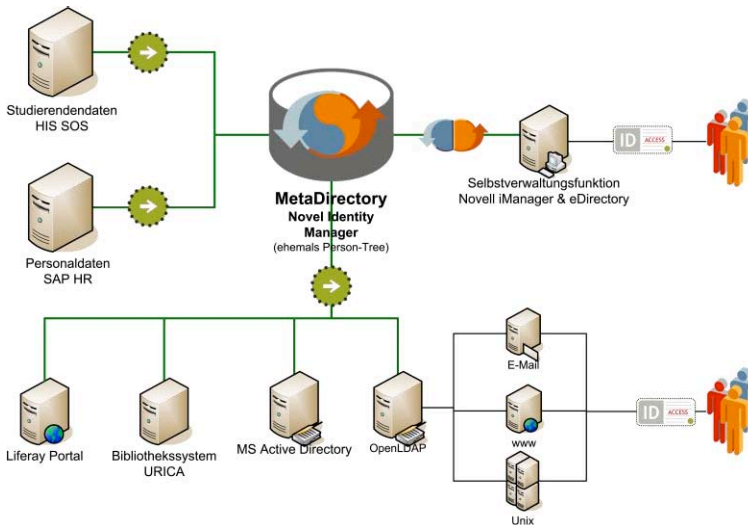 Studierendendaten
HIS SOS
Personaldaten
SAP HR
MetaDirectory
Novel Identity
Manager
(ehemals Person-Tree)
Selbstverwaltungsfunktion
Novell iManager & eDirectory
ID ACCESS
Liferay Portal
Bibliothekssystem
URICA
MS Active Directory
OpenLDAP
E-Mail
www
Unix
ID ACCESS